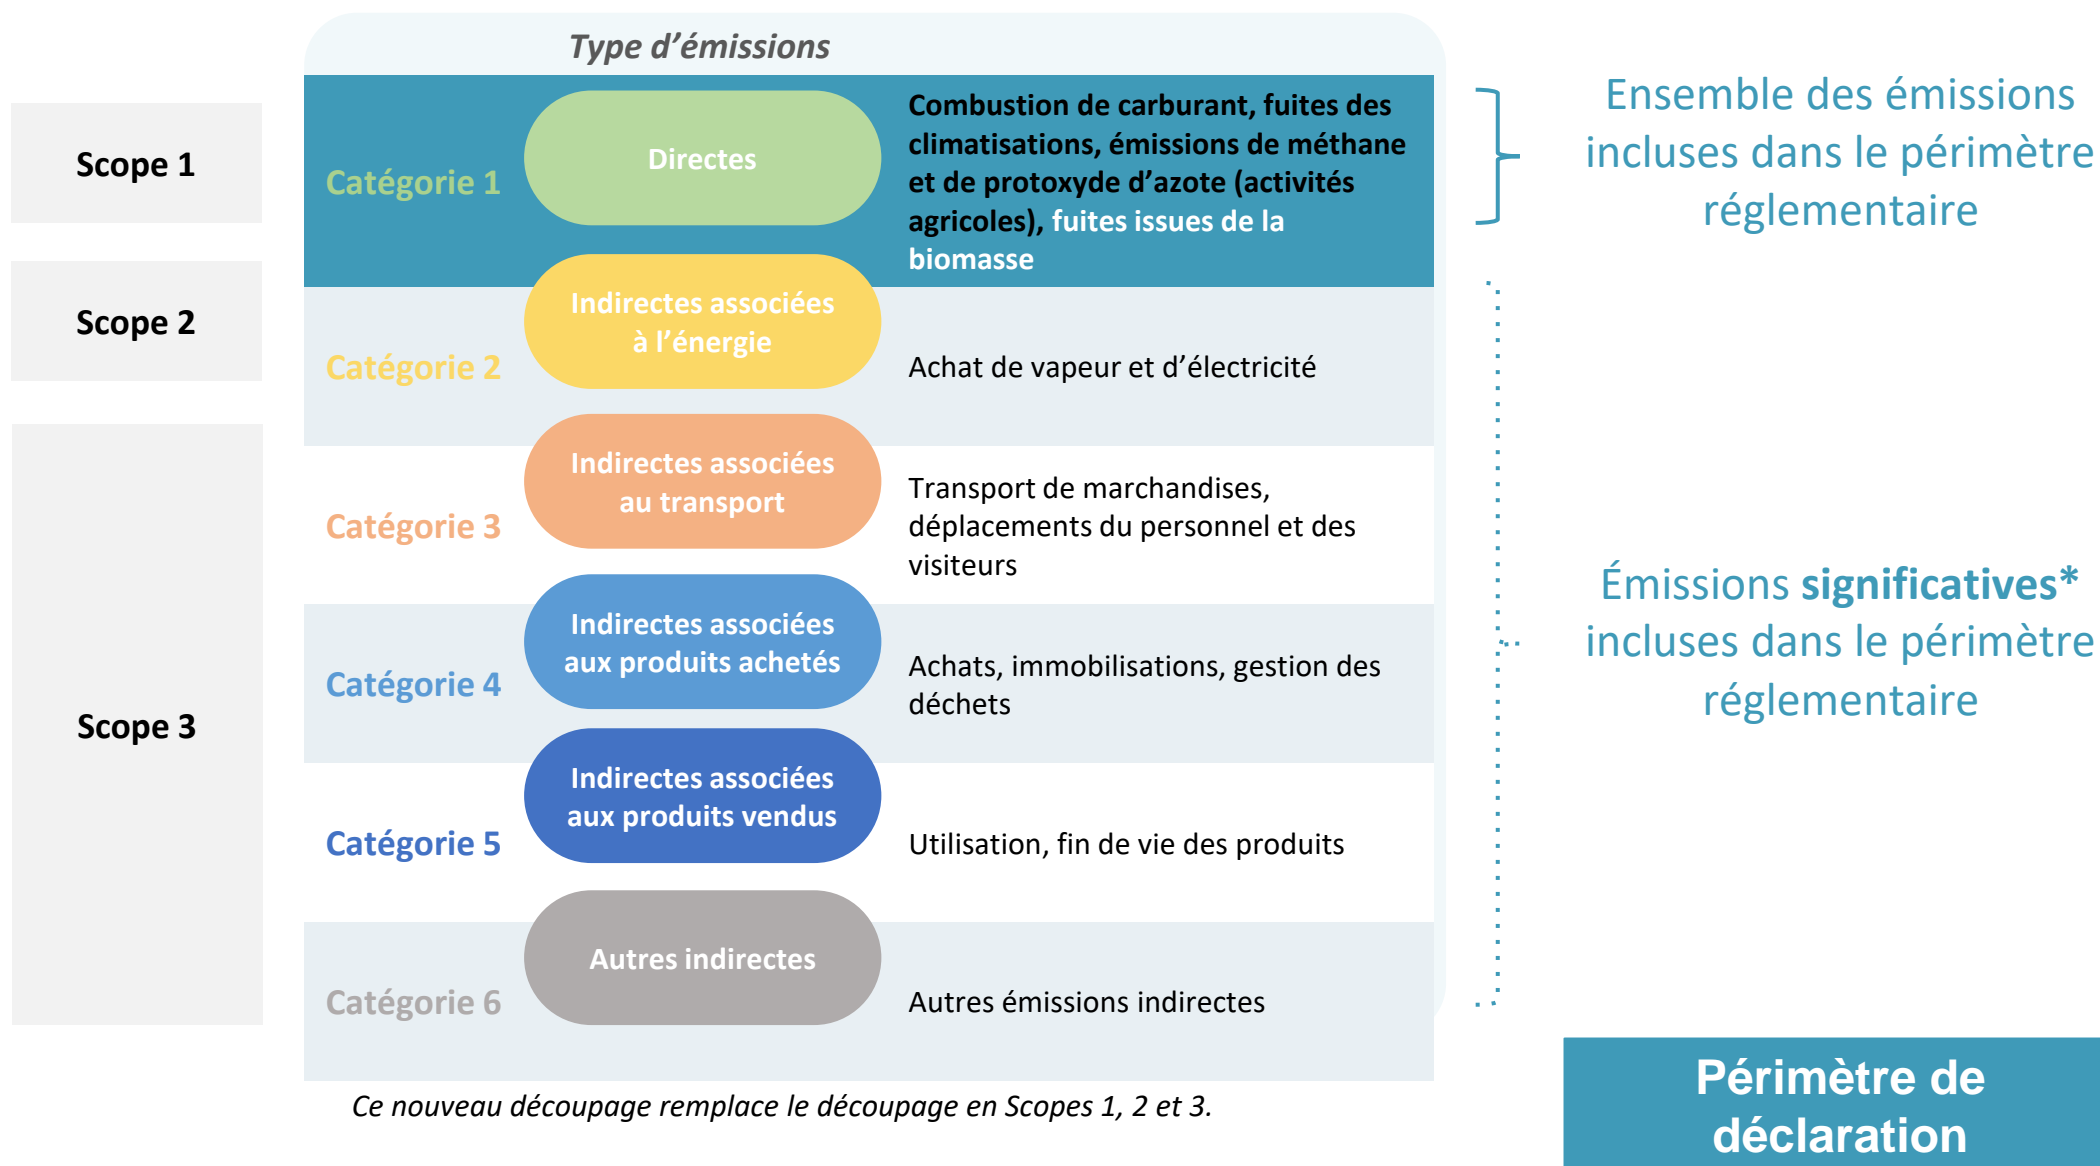 Type d’émissions
Scope 1
Catégorie 1
Directes
Combustion de carburant, fuites des
climatisations, émissions de méthane
et de protoxyde d’azote (activités
agricoles), fuites issues de la
biomasse
Ensemble des émissions
incluses dans le périmètre
réglementaire
Scope 2
Catégorie 2
Indirectes associées
à l’énergie
Achat de vapeur et d’électricité
Scope 3
Catégorie 3
Indirectes associées
au transport
Transport de marchandises,
déplacements du personnel et des
visiteurs
Catégorie 4
Indirectes associées
aux produits achetés
Achats, immobilisations, gestion des
déchets
Catégorie 5
Indirectes associées
aux produits vendus
Utilisation, fin de vie des produits
Catégorie 6
Autres indirectes
Autres émissions indirectes
Émissions significatives*
incluses dans le périmètre
réglementaire
Ce nouveau découpage remplace le découpage en Scopes 1, 2 et 3.
Périmètre de
déclaration